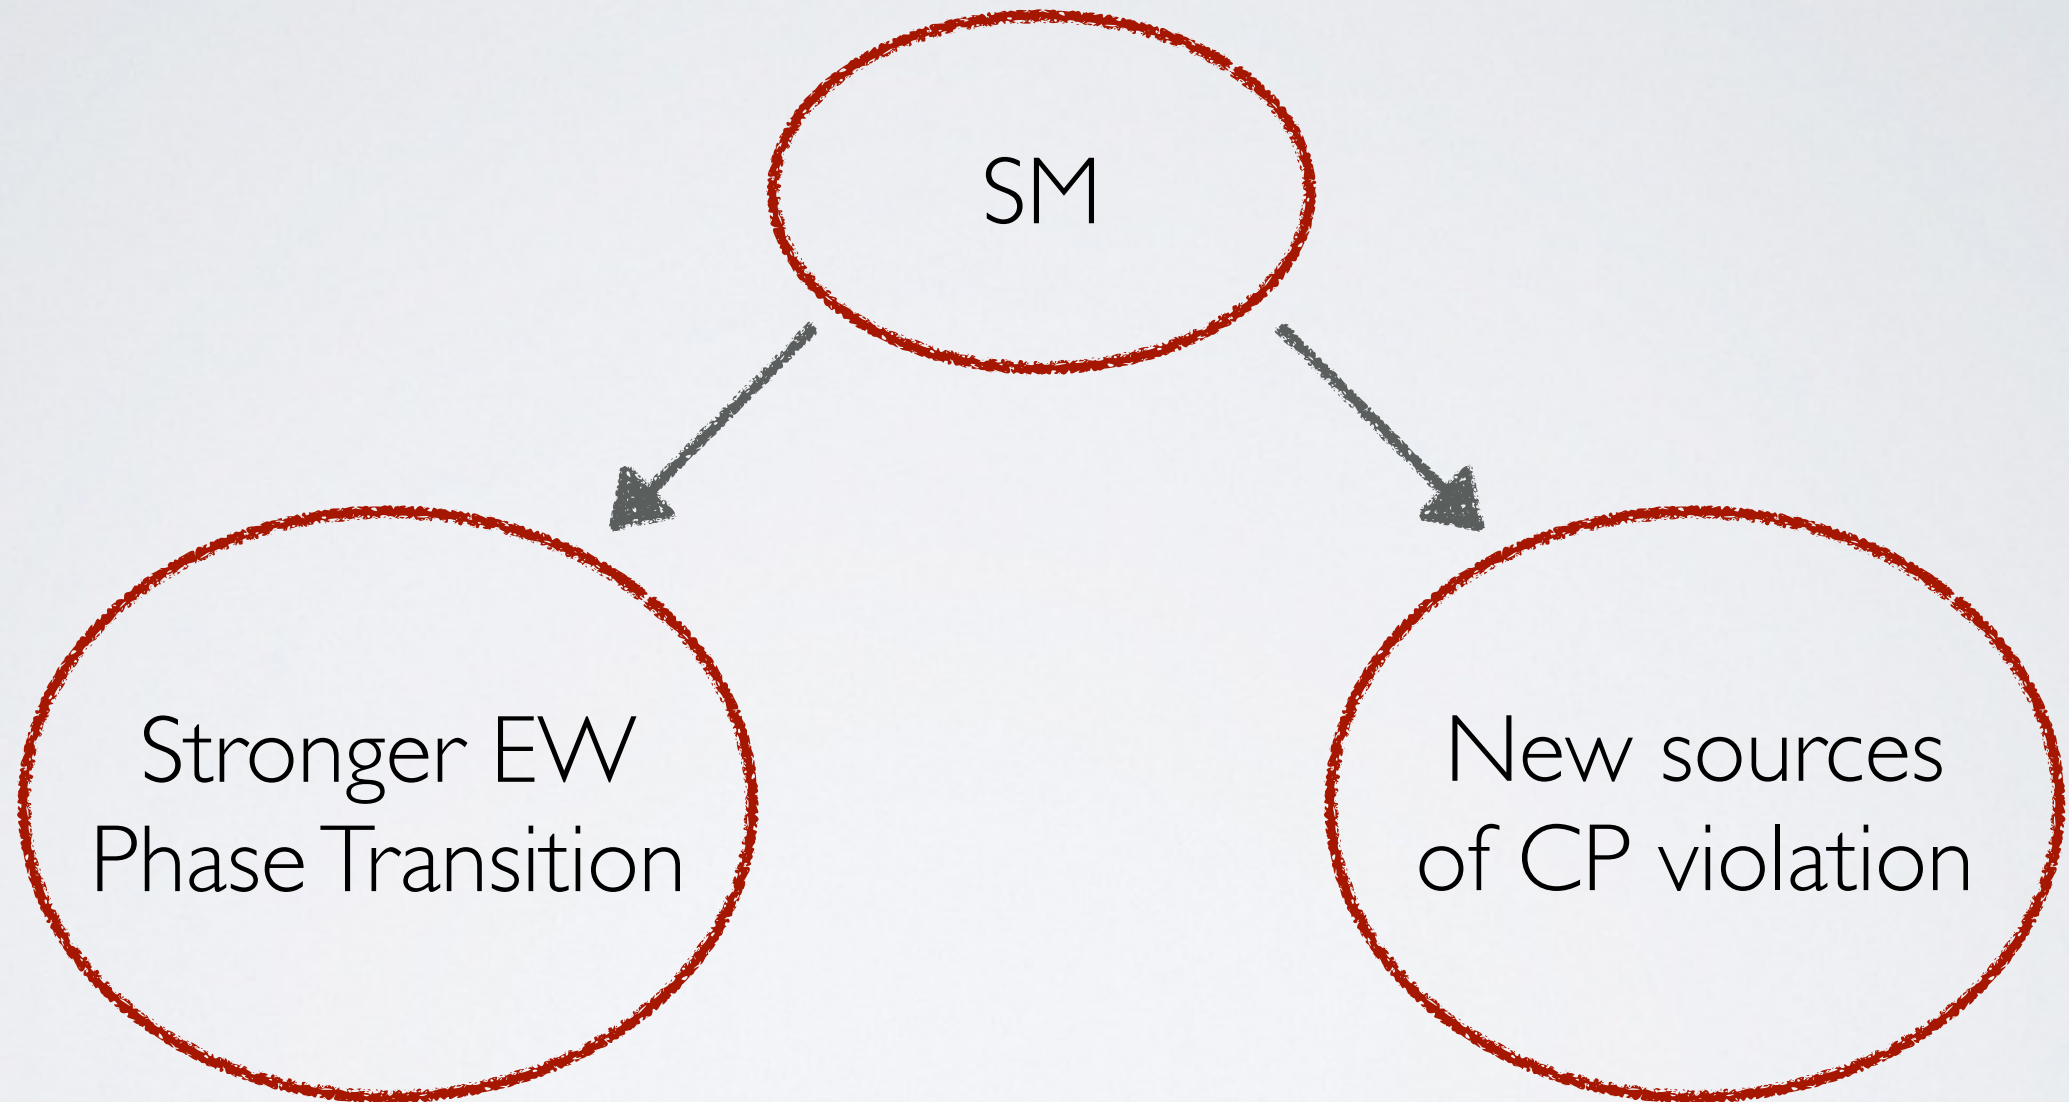 SM
Stronger EW
Phase Transition
New sources
of CP violation